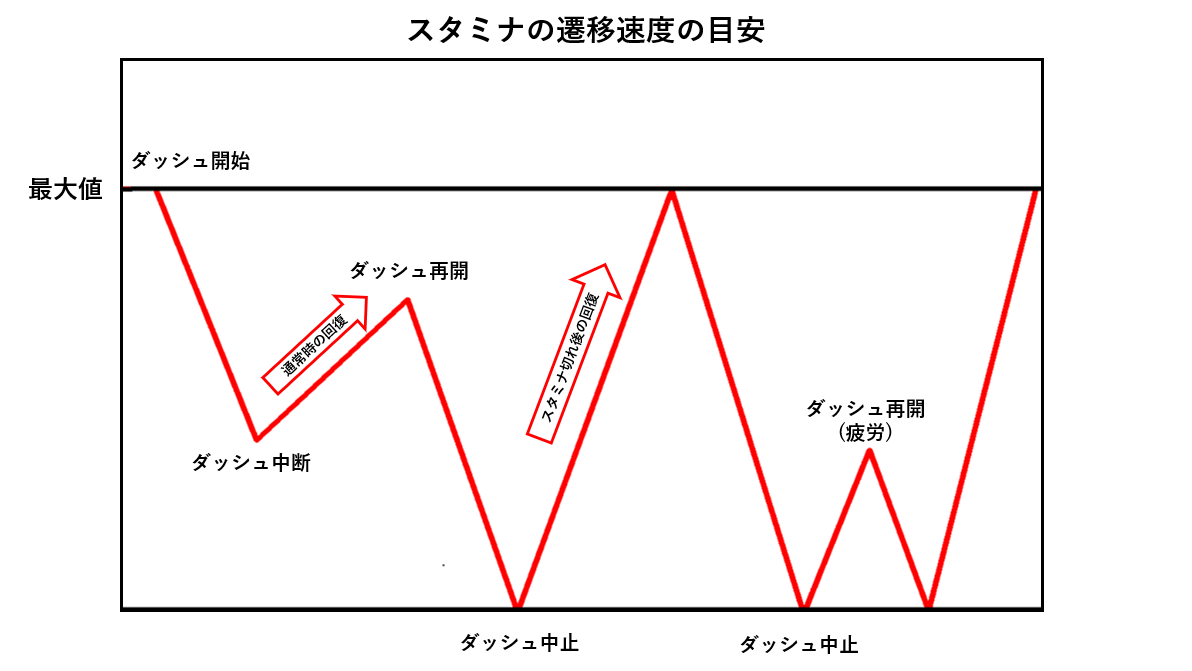 スタミナの遷移速度の目安
ダッシュ開始
最大値
ダッシュ再開
通常時の回復
スタミナ切れ後の回復
ダッシュ再開
(疲労)
ダッシュ中断
ダッシュ中止
ダッシュ中止